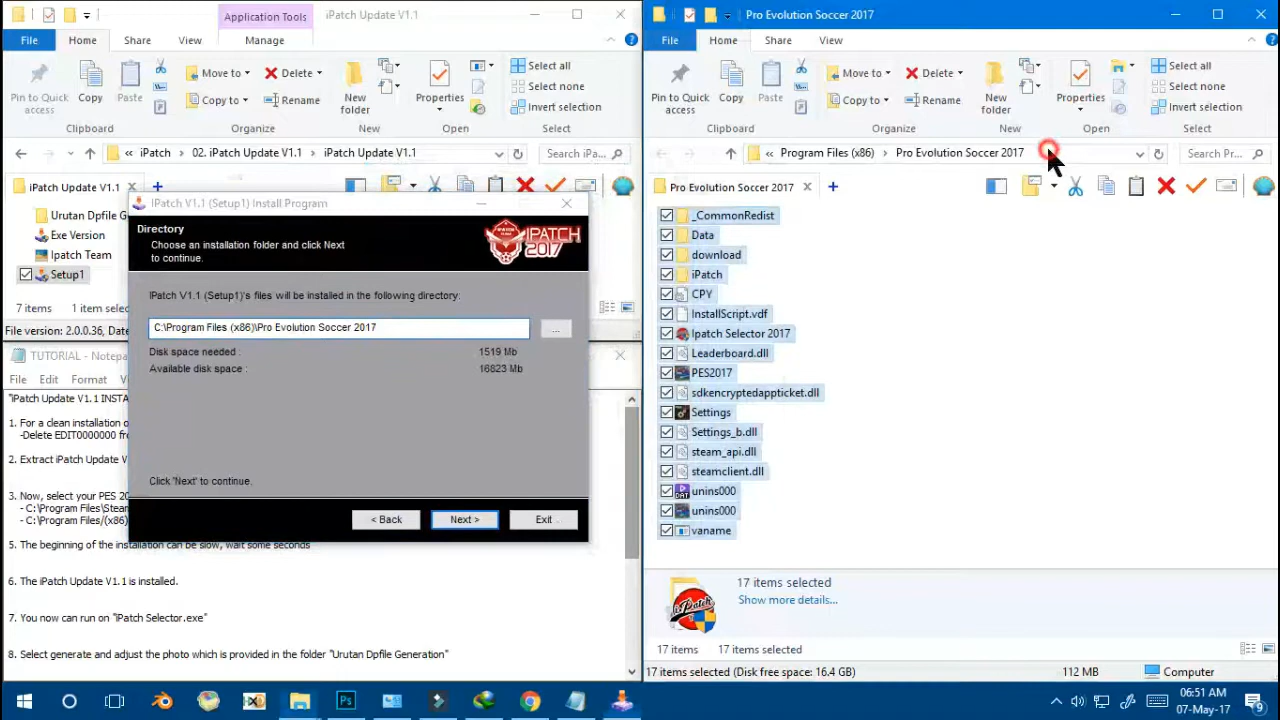 Application Tools
iPatch Update V1.1
File
Home
Share
View
Manage
Pin to Quick access
Copy
Paste
Move to
Copy to
Delete
Rename
New folder
Properties
Select all
Select none
Invert selection
Clipboard
Organize
New
Open
Select
« iPatch > 02. iPatch Update V1.1 > iPatch Update V1.1
Search iPa...
iPatch Update V1.1
Urutan Dpfile
Exe Version
Ipatch Team
Setup1
7 items
1 item selec
File version: 2.0.0.36, Date
IPatch V1.1 (Setup1) Install Program
Directory
Choose an installation folder and click Next
to continue.
IPATCH
2017
IPatch V1.1 (Setup1)'s files will be installed in the following directory:
C:\Program Files (x86)\Pro Evolution Soccer 2017
...
Disk space needed : 1519 Mb
Available disk space : 16823 Mb
Click 'Next' to continue.
< Back
Next >
Exit
TUTORIAL - Notepa
File
Edit
Format
"iPatch Update V1.1 INSTA
1. For a clean installation o
-Delete EDIT0000000 fro
2. Extract iPatch Update V
3. Now, select your PES 20
- C:\Program Files\Stea
- C:\Program Files/(x86)
5. The beginning of the installation can be slow, wait some seconds
6. The iPatch Update V1.1 is installed.
7. You now can run on "iPatch Selector.exe"
8. Select generate and adjust the photo which is provided in the folder "Urutan Dpfile Generation"
Pro Evolution Soccer 2017
File
Home
Share
View
Pin to Quick access
Copy
Paste
Move to
Copy to
Delete
Rename
New folder
Properties
Select all
Select none
Invert selection
Clipboard
Organize
New
Open
Select
« Program Files (x86) > Pro Evolution Soccer 2017
Search Pr...
Pro Evolution Soccer 2017
_CommonRedist
Data
download
iPatch
CPY
InstallScript.vdf
Ipatch Selector 2017
Leaderboard.dll
PES2017
sdkencryptedappticket.dll
Settings
Settings_b.dll
steam_api.dll
steamclient.dll
unins000
unins000
vaname
17 items selected
Show more details...
17 items
17 items selected
17 items selected (Disk free space: 16.4 GB)
112 MB
Computer
06:51 AM
07-May-17